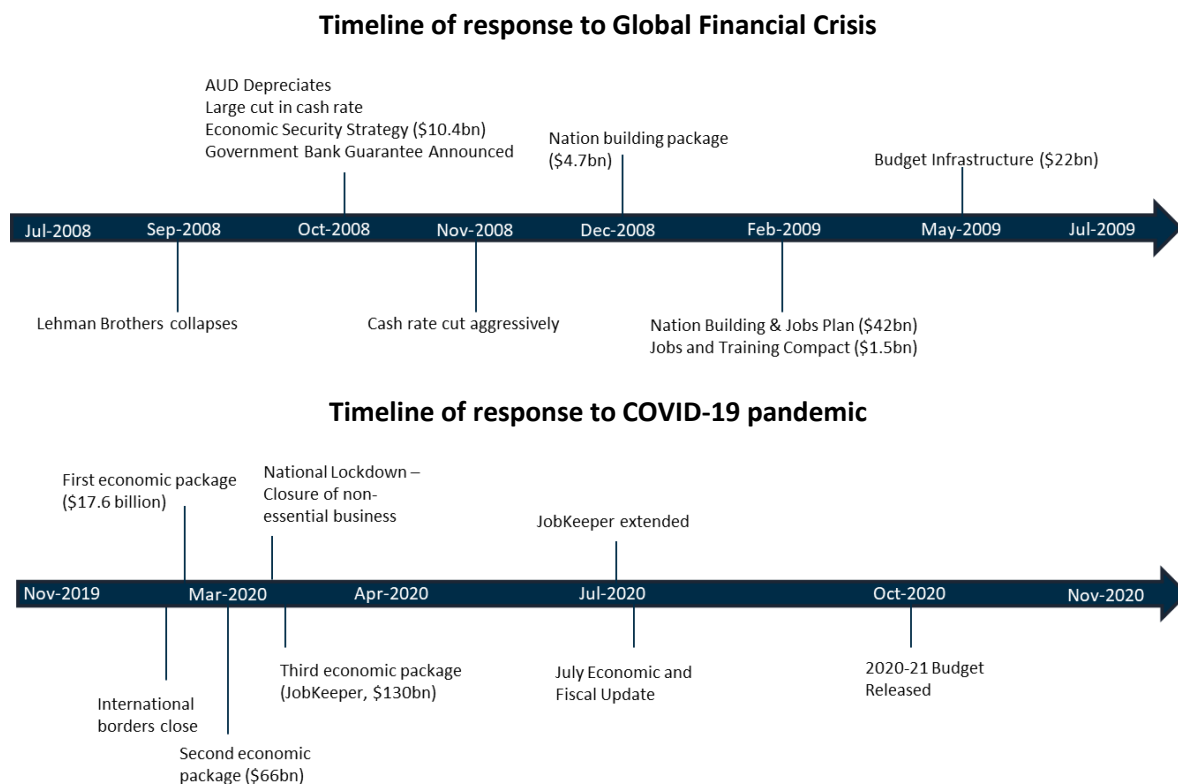 Timeline of response to Global Financial Crisis
AUD Depreciates
Large cut in cash rate
Economic Security Strategy ($10.4bn)
Government Bank Guarantee Announced
Nation building package
($4.7bn)
Budget Infrastructure ($22bn)
Jul-2008
Sep-2008
Oct-2008
Nov-2008
Dec-2008
Feb-2009
May-2009
Jul-2009
Lehman Brothers collapses
Cash rate cut aggressively
Nation Building & Jobs Plan ($42bn)
Jobs and Training Compact ($1.5bn)
Timeline of response to COVID-19 pandemic
First economic package
($17.6 billion)
National Lockdown –
Closure of non-
essential business
JobKeeper extended
Nov-2019
Mar-2020
Apr-2020
Jul-2020
Oct-2020
Nov-2020
International
borders close
Second economic
package ($66bn)
Third economic package
(JobKeeper, $130bn)
July Economic and
Fiscal Update
2020-21 Budget
Released